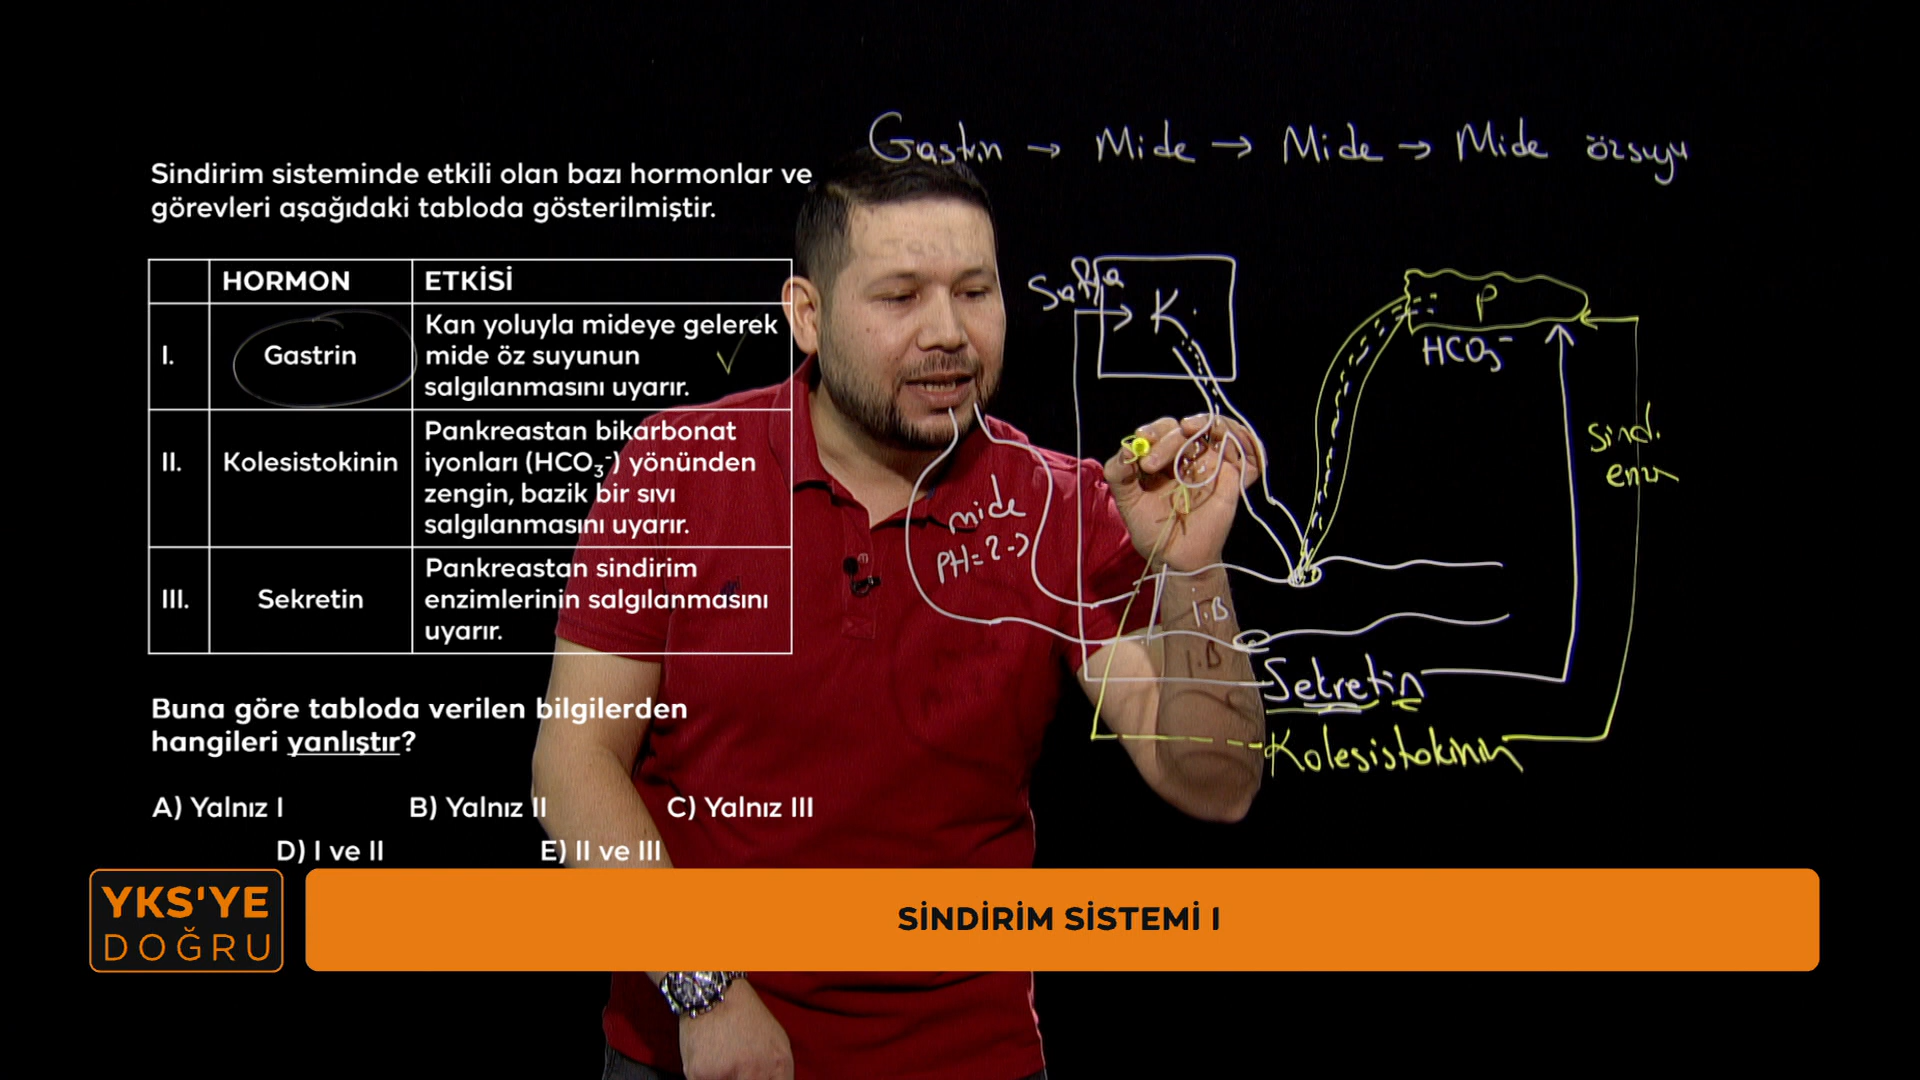 Gastrin → Mide → Mide → Mide özsuyu
Sindirim sisteminde etkili olan bazı hormonlar ve
görevleri aşağıdaki tabloda gösterilmiştir.
HORMON
ETKİSİ
I.
Gastrin
Kan yoluyla mideye gelerek
mide öz suyunun
salgılanmasını uyarır.
II.
Kolesistokinin
Pankreastan bikarbonat
iyonları (HCO₃⁻) yönünden
zengin, bazik bir sıvı
salgılanmasını uyarır.
III.
Sekretin
Pankreastan sindirim
enzimlerinin salgılanmasını
uyarır.
Buna göre tabloda verilen bilgilerden
hangileri yanlıştır?
A) Yalnız I
B) Yalnız II
C) Yalnız III
D) I ve II
E) II ve III
Safra
K.
P
HCO₃⁻
sind.
mide
PH=2→
İ.B
Sekretin
Kolesistokinin
YKS'YE
DOĞRU
SİNDİRİM SİSTEMİ I